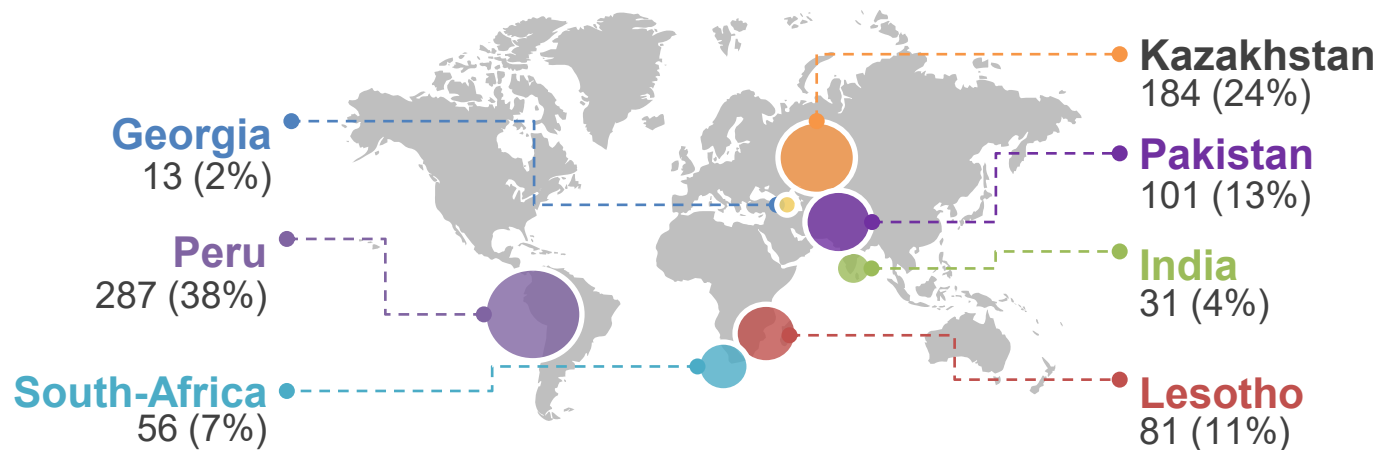 Georgia
13 (2%)
Peru
287 (38%)
South-Africa
56 (7%)
Kazakhstan
184 (24%)
Pakistan
101 (13%)
India
31 (4%)
Lesotho
81 (11%)